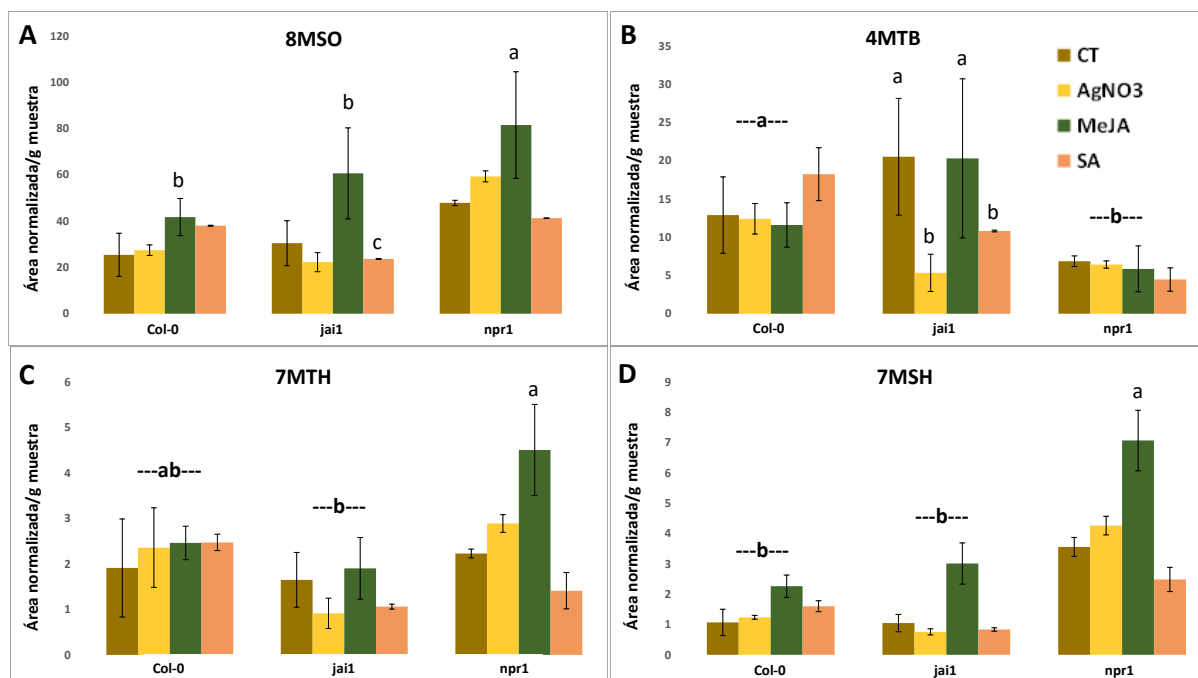 A
8MSO
Área normalizada/g muestra
120
100
80
60
40
20
0
b
b
c
a
Col-0
jai1
npr1
B
4MTB
Área normalizada/g muestra
35
30
25
20
15
10
5
0
---a---
a
b
a
b
---b---
Col-0
jai1
npr1
CT
AgNO3
MeJA
SA
C
7MTH
Área normalizada/g muestra
6
5
4
3
2
1
0
---ab---
---b---
a
Col-0
jai1
npr1
D
7MSH
Área normalizada/g muestra
9
8
7
6
5
4
3
2
1
0
---b---
---b---
a
Col-0
jai1
npr1